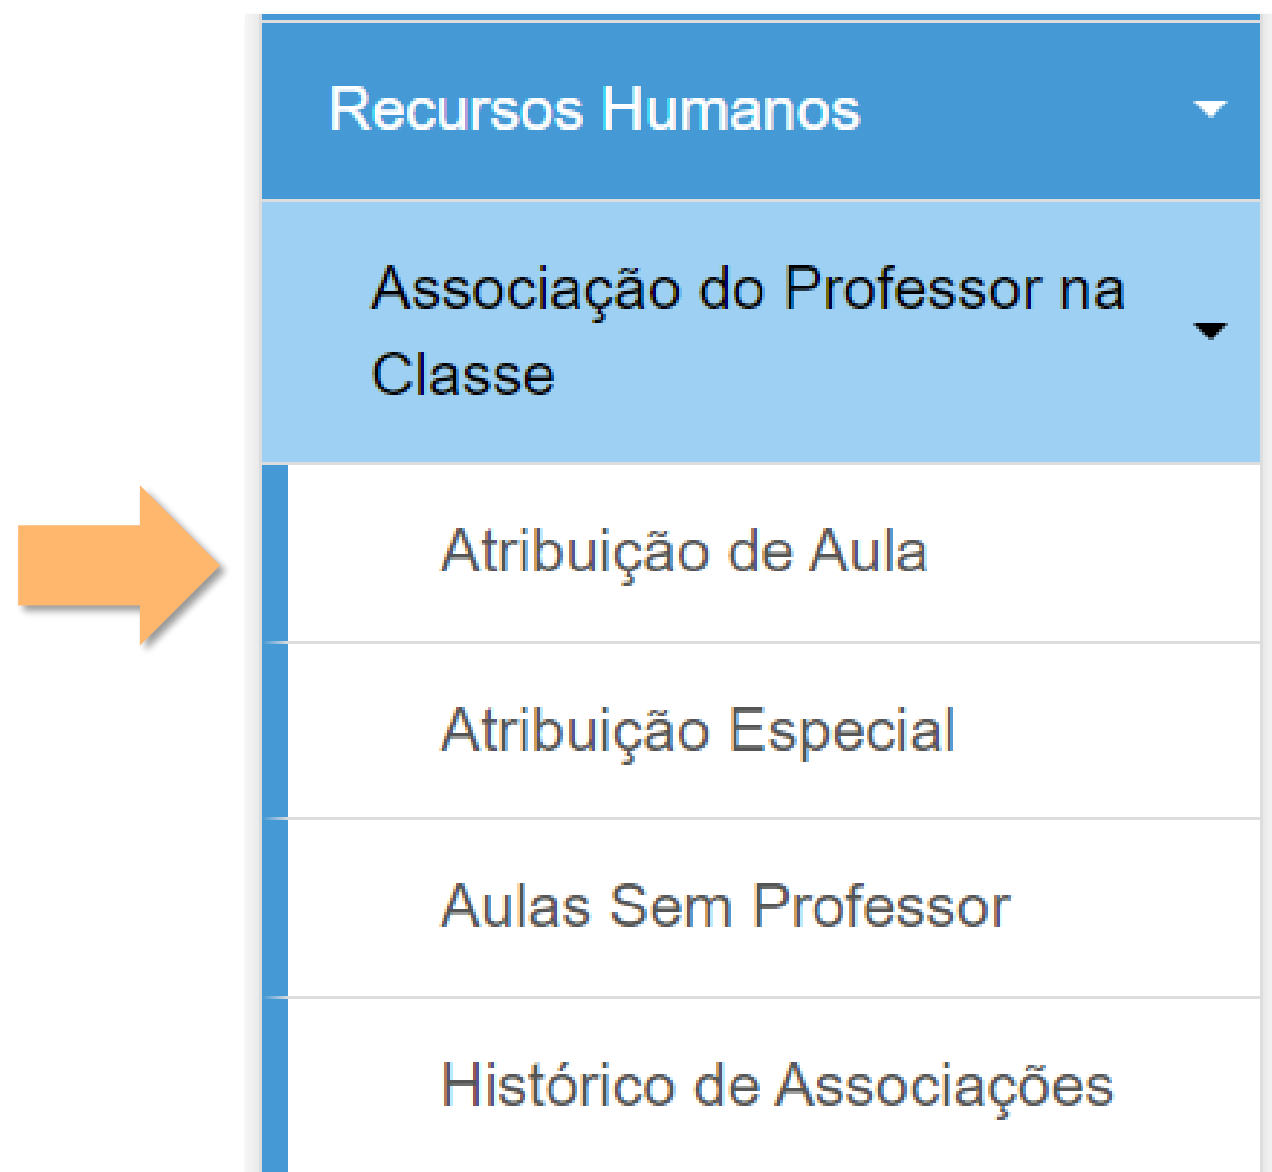 Recursos Humanos
Associação do Professor na
Classe
Atribuição de Aula
Atribuição Especial
Aulas Sem Professor
Histórico de Associações